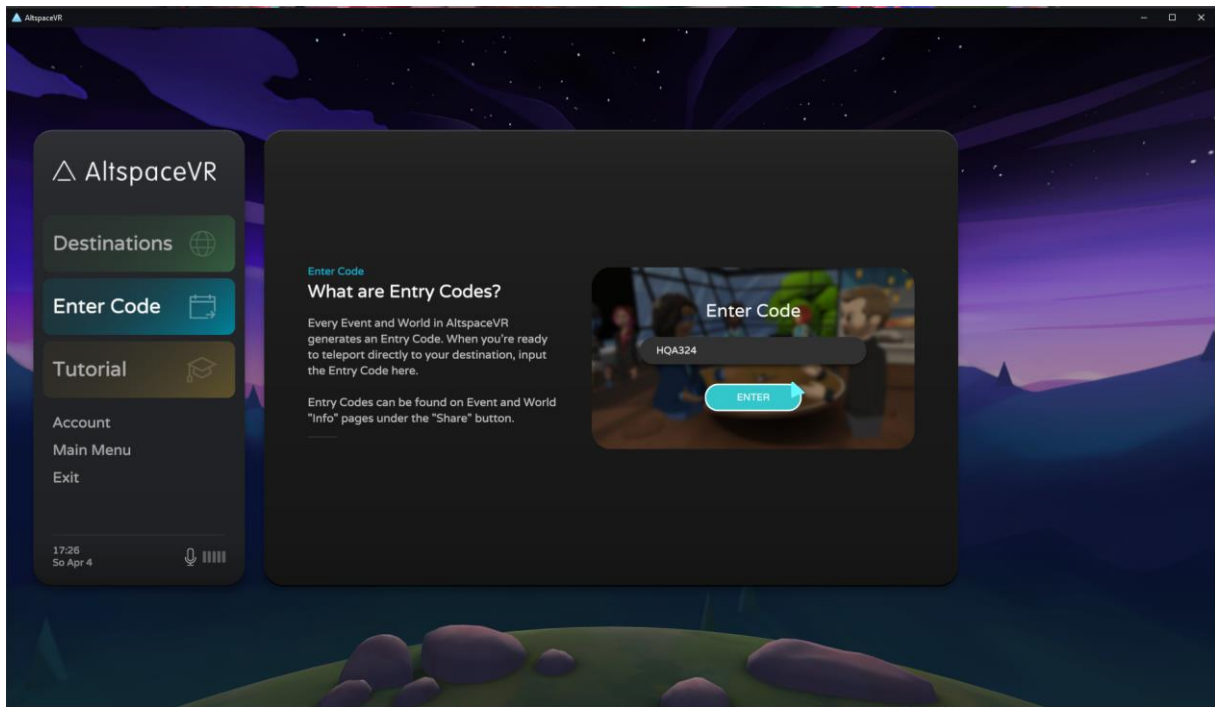 AltspaceVR
AltspaceVR
Destinations
Enter Code
Tutorial
Account
Main Menu
Exit
17:26
So Apr 4
Enter Code
What are Entry Codes?
Every Event and World in AltspaceVR
generates an Entry Code. When you're ready
to teleport directly to your destination, input
the Entry Code here.
Entry Codes can be found on Event and World
"Info" pages under the "Share" button.
Enter Code
HQA324
ENTER